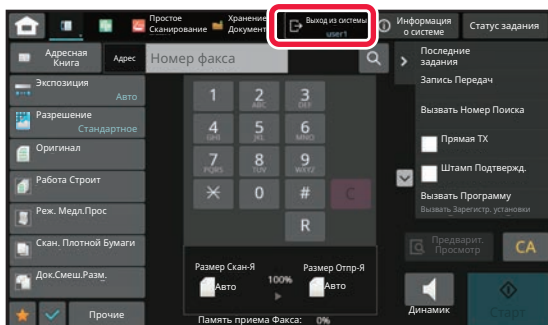 Простое
Сканирование
Хранение
Документ
Выход из системы
user1
Информация
о системе
Статус задания
Адресная
Книга
Адрес
Номер факса
Последние
задания
Экспозиция
Авто
Запись Передач
Разрешение
Стандартное
Вызвать Номер Поиска
Оригинал
Прямая TX
Работа Строит
Штамп Подтвержд.
Реж. Медл.Прос
Вызвать Программу
Вызвать Зарегистр. установки
Скан. Плотной Бумаги
Док.Смеш.Разм.
Прочие
1
2
ABC
3
DEF
4
GHI
5
JKL
6
MNO
7
PQRS
8
TUV
9
WXYZ
0
#
C
R
Размер Скан-Я
100%
Размер Отпр-Я
Авто
Авто
Память приема Факса: 0%
Предварит.
Просмотр
CA
Динамик
Старт